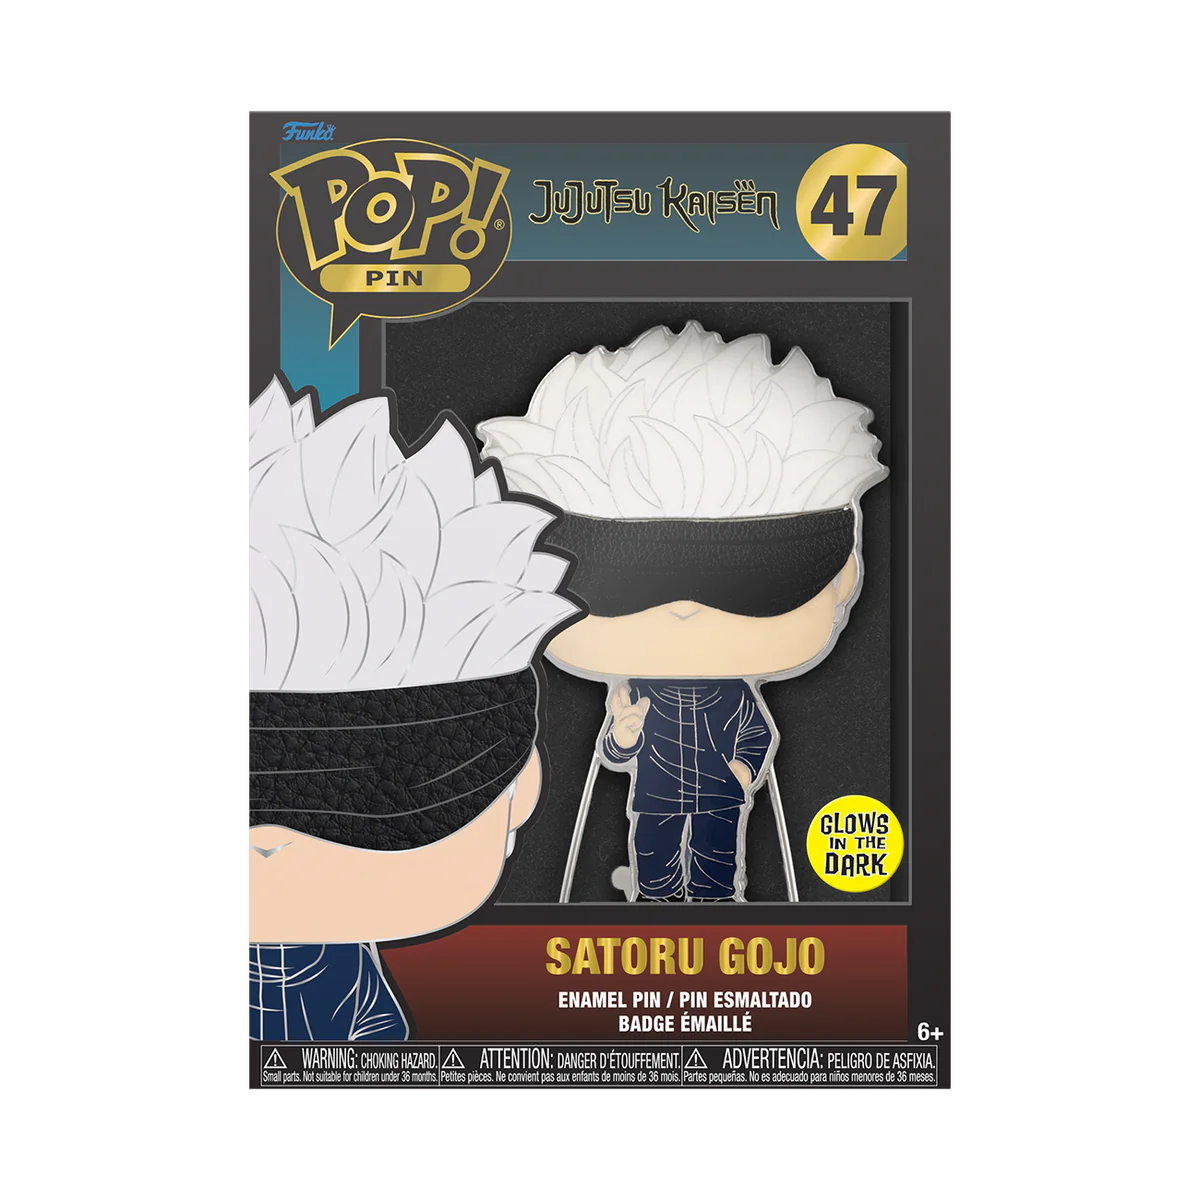 Funko®
POP!®
PIN
JUJUTSU KAISEN
47
GLOWS
IN THE
DARK
SATORU GOJO
ENAMEL PIN / PIN ESMALTADO
BADGE ÉMAILLÉ
6+
WARNING: CHOKING HAZARD.
Small parts. Not suitable for children under 36 months.
ATTENTION: DANGER D'ÉTOUFFEMENT.
Petites pièces. Ne convient pas aux enfants de moins de 36 mois.
ADVERTENCIA: PELIGRO DE ASFIXIA.
Partes pequeñas. No es adecuado para niños menores de 36 meses.